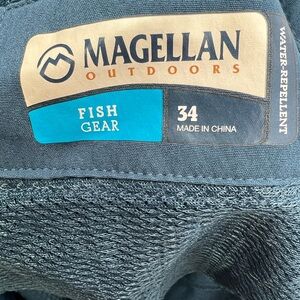 MAGELLAN
OUTDOORS
FISH
GEAR
34
MADE IN CHINA
WATER-REPELLENT